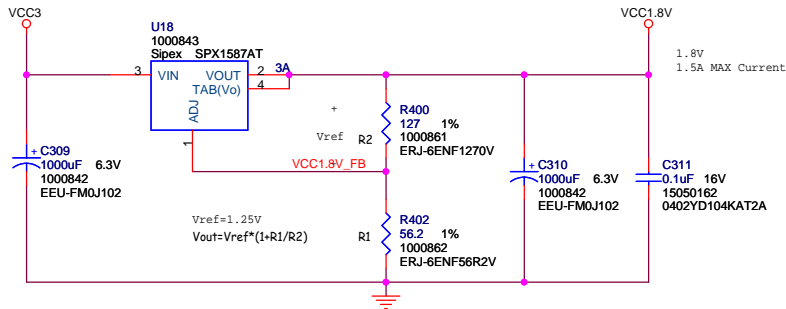 VCC3
VCC1.8V
U18
1000843
Sipex SPX1587AT
1.8V
1.5A MAX Current
3 VIN VOUT 2 3A
TAB(Vo) 4
ADJ
1
+
Vref
R2
R400
127 1%
1000861
ERJ-6ENF1270V
VCC1.8V_FB
+ C309
1000uF 6.3V
1000842
EEU-FM0J102
+ C310
1000uF 6.3V
1000842
EEU-FM0J102
C311
0.1uF 16V
15050162
0402YD104KAT2A
Vref=1.25V
Vout=Vref*(1+R1/R2)
R1
R402
56.2 1%
1000862
ERJ-6ENF56R2V